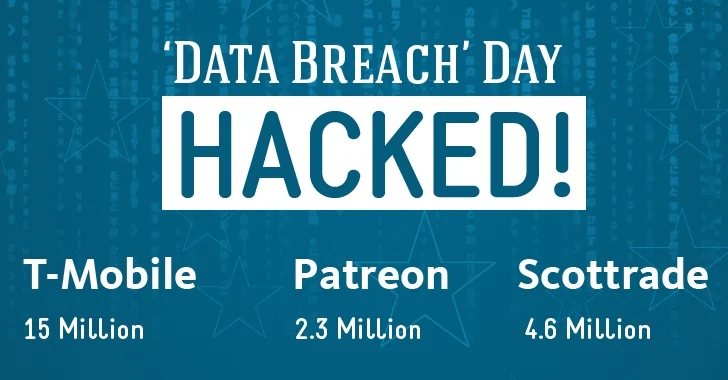 ‘DATA BREACH’ DAY
HACKED!
T-Mobile Patreon Scottrade
15 Million 2.3 Million 4.6 Million